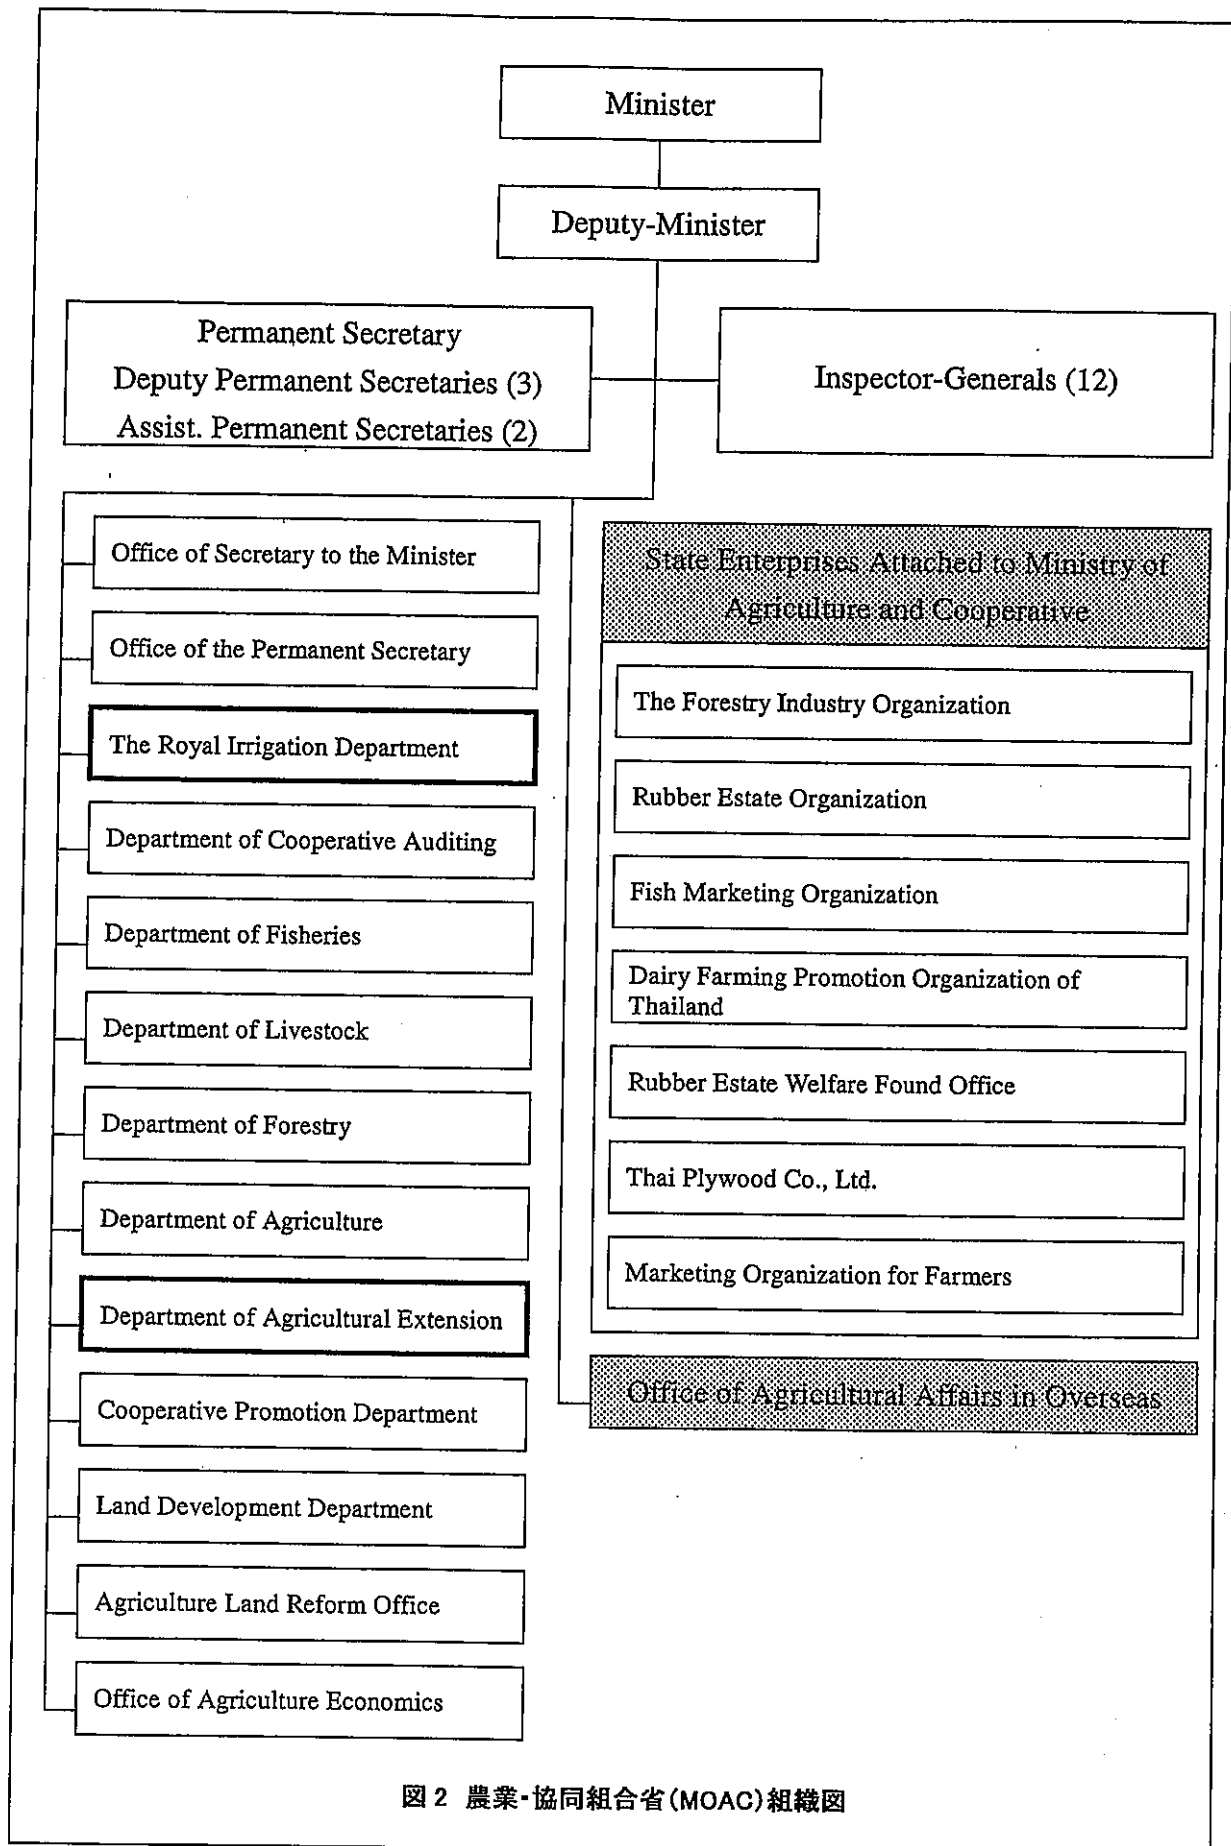 Minister
Deputy-Minister
Permanent Secretary
Deputy Permanent Secretaries (3)
Assist. Permanent Secretaries (2)
Inspector-Generals (12)
Office of Secretary to the Minister
Office of the Permanent Secretary
The Royal Irrigation Department
Department of Cooperative Auditing
Department of Fisheries
Department of Livestock
Department of Forestry
Department of Agriculture
Department of Agricultural Extension
Cooperative Promotion Department
Land Development Department
Agriculture Land Reform Office
Office of Agriculture Economics
State Enterprises Attached to Ministry of
Agriculture and Cooperative
The Forestry Industry Organization
Rubber Estate Organization
Fish Marketing Organization
Dairy Farming Promotion Organization of
Thailand
Rubber Estate Welfare Found Office
Thai Plywood Co., Ltd.
Marketing Organization for Farmers
Office of Agricultural Affairs in Overseas
図 2 農業・協同組合省(MOAC)組織図